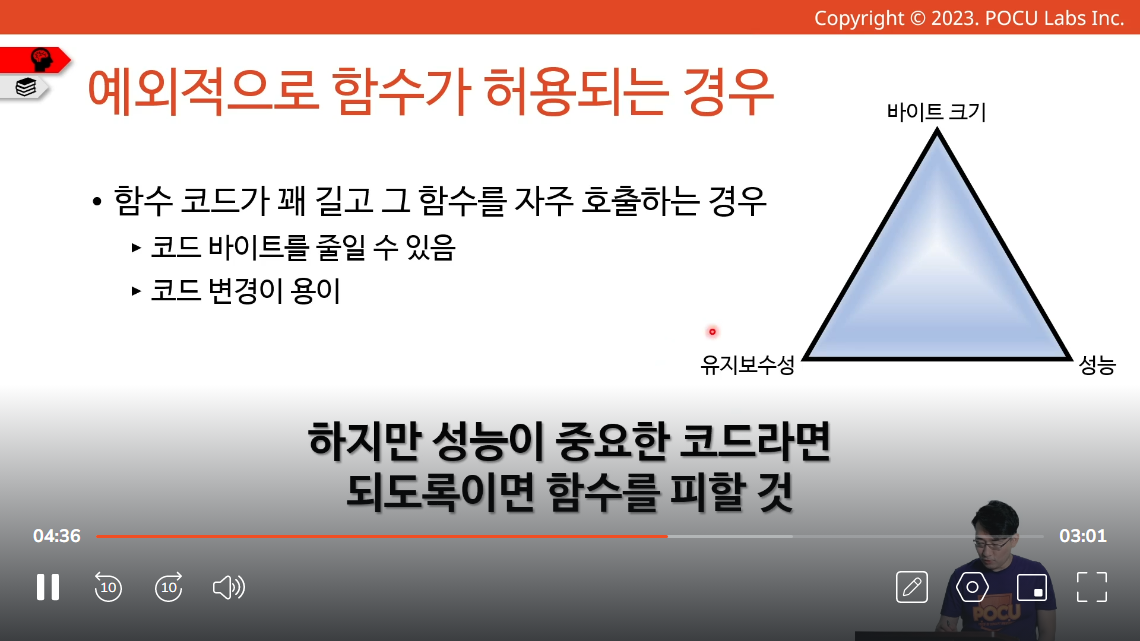 Copyright © 2023. POCU Labs Inc.
예외적으로 함수가 허용되는 경우
바이트 크기
• 함수 코드가 꽤 길고 그 함수를 자주 호출하는 경우
▸ 코드 바이트를 줄일 수 있음
▸ 코드 변경이 용이
유지보수성
성능
하지만 성능이 중요한 코드라면
되도록이면 함수를 피할 것
04:36
03:01
10
10
POCU